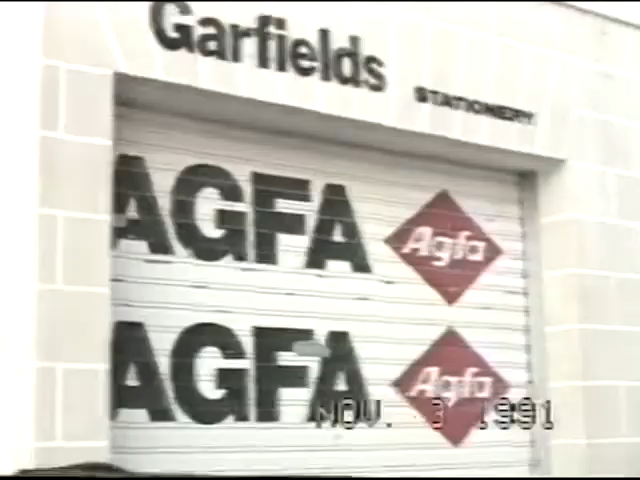 Garfields
STATIONERY
AGFA Agfa
AGFA Agfa
NOV. 3 1991